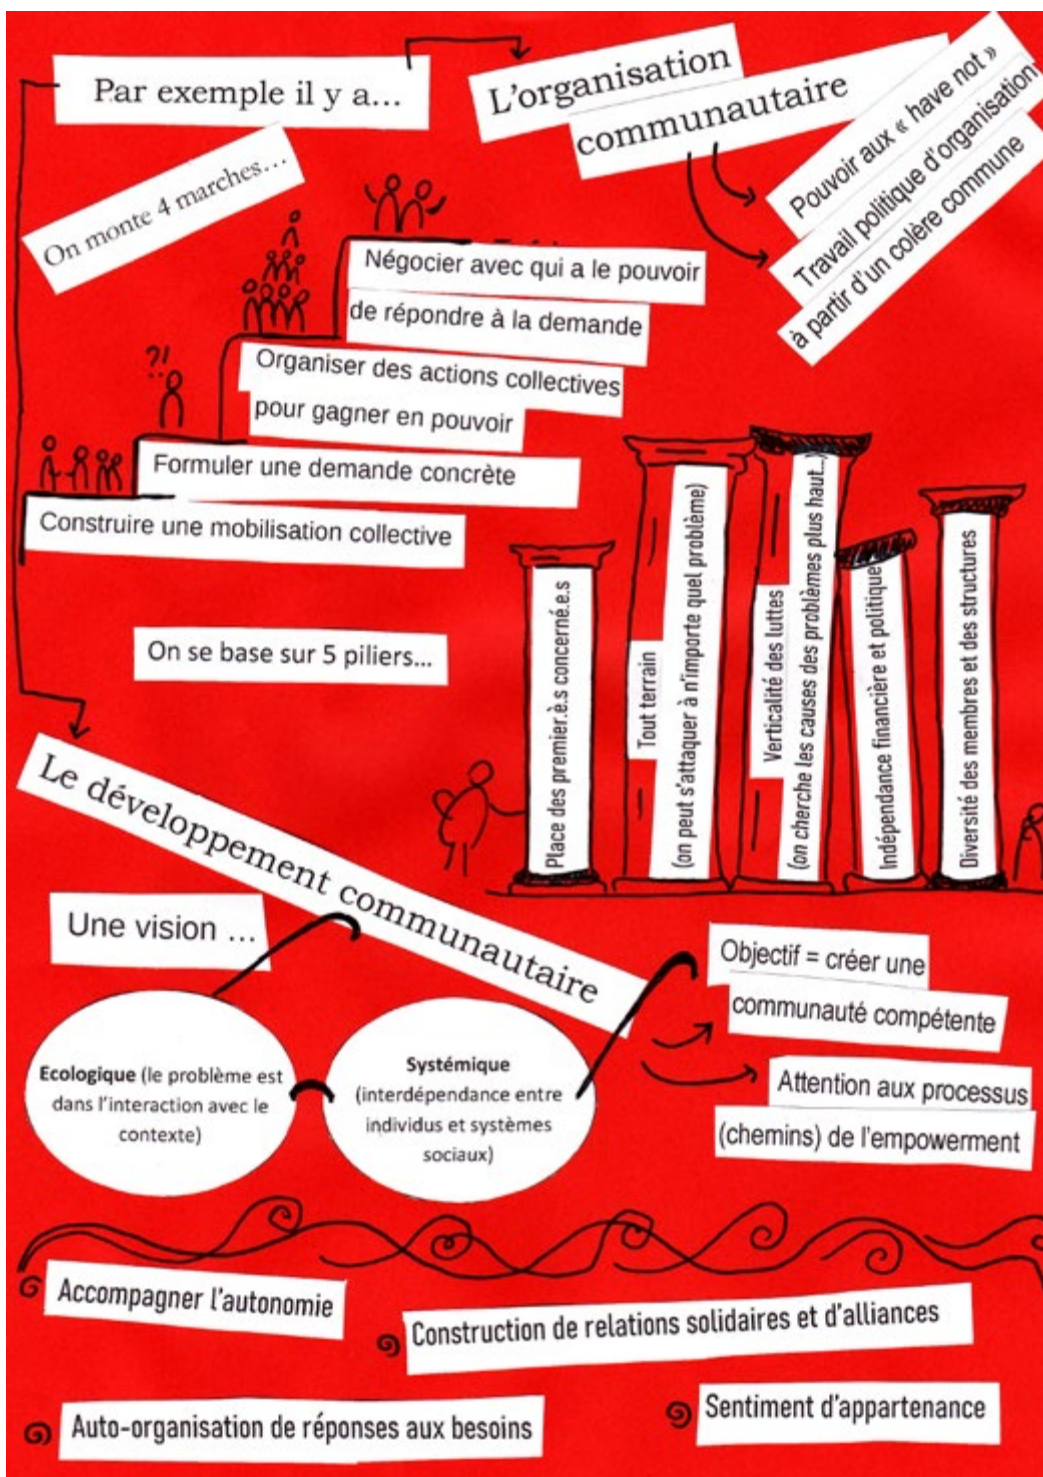 Par exemple il y a...
L'organisation
communautaire
Pouvoir aux « have not »
Travail politique d'organisation
à partir d'un colère commune
On monte 4 marches...
Négocier avec qui a le pouvoir
de répondre à la demande
Organiser des actions collectives
pour gagner en pouvoir
?!
Formuler une demande concrète
Construire une mobilisation collective
On se base sur 5 piliers...
Place des premier.è.s concerné.e.s
Tout terrain
(on peut s'attaquer à n'importe quel problème)
Verticalité des luttes
(on cherche les causes des problèmes plus haut...)
Indépendance financière et politique
Diversité des membres et des structures
Le développement communautaire
Une vision ...
Ecologique (le problème est
dans l'interaction avec le
contexte)
Systémique
(interdépendance entre
individus et systèmes
sociaux)
Objectif = créer une
communauté compétente
Attention aux processus
(chemins) de l'empowerment
Accompagner l'autonomie
Construction de relations solidaires et d'alliances
Auto-organisation de réponses aux besoins
Sentiment d'appartenance